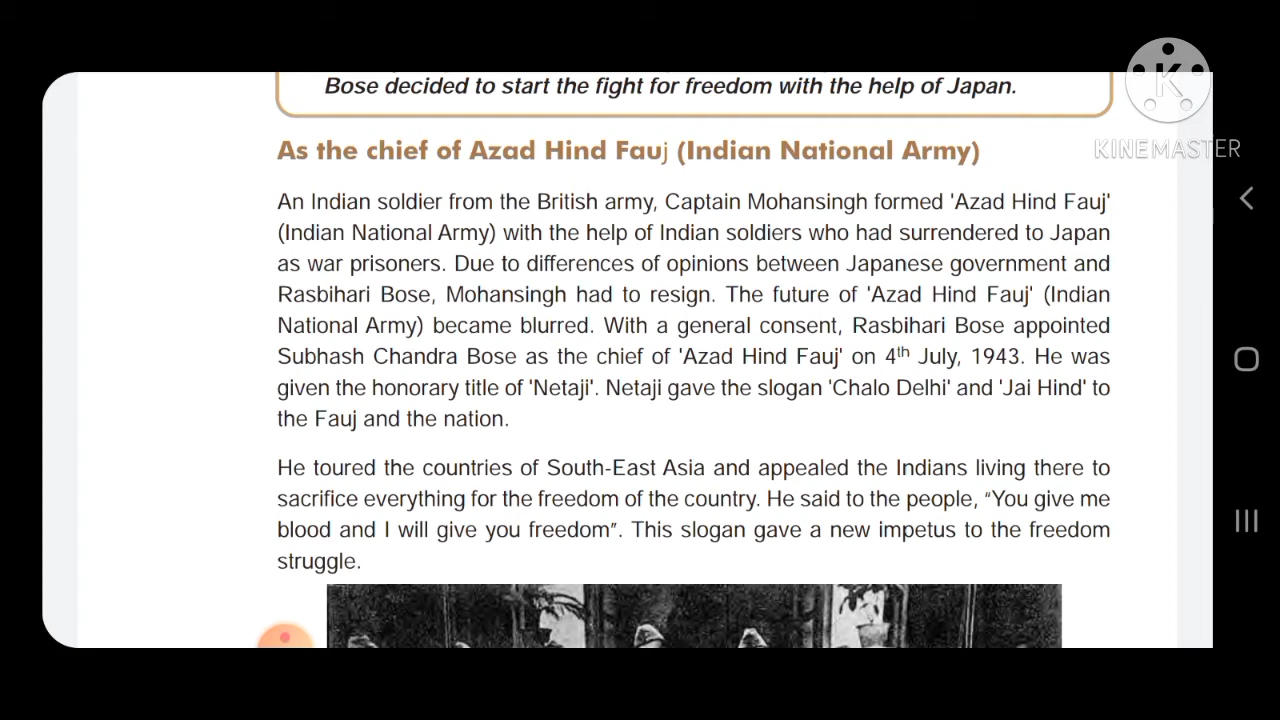 Bose decided to start the fight for freedom with the help of Japan.
KINEMASTER
As the chief of Azad Hind Fauj (Indian National Army)
An Indian soldier from the British army, Captain Mohansingh formed 'Azad Hind Fauj'
(Indian National Army) with the help of Indian soldiers who had surrendered to Japan
as war prisoners. Due to differences of opinions between Japanese government and
Rasbihari Bose, Mohansingh had to resign. The future of 'Azad Hind Fauj' (Indian
National Army) became blurred. With a general consent, Rasbihari Bose appointed
Subhash Chandra Bose as the chief of 'Azad Hind Fauj' on 4th July, 1943. He was
given the honorary title of 'Netaji'. Netaji gave the slogan 'Chalo Delhi' and 'Jai Hind' to
the Fauj and the nation.
He toured the countries of South-East Asia and appealed the Indians living there to
sacrifice everything for the freedom of the country. He said to the people, “You give me
blood and I will give you freedom”. This slogan gave a new impetus to the freedom
struggle.